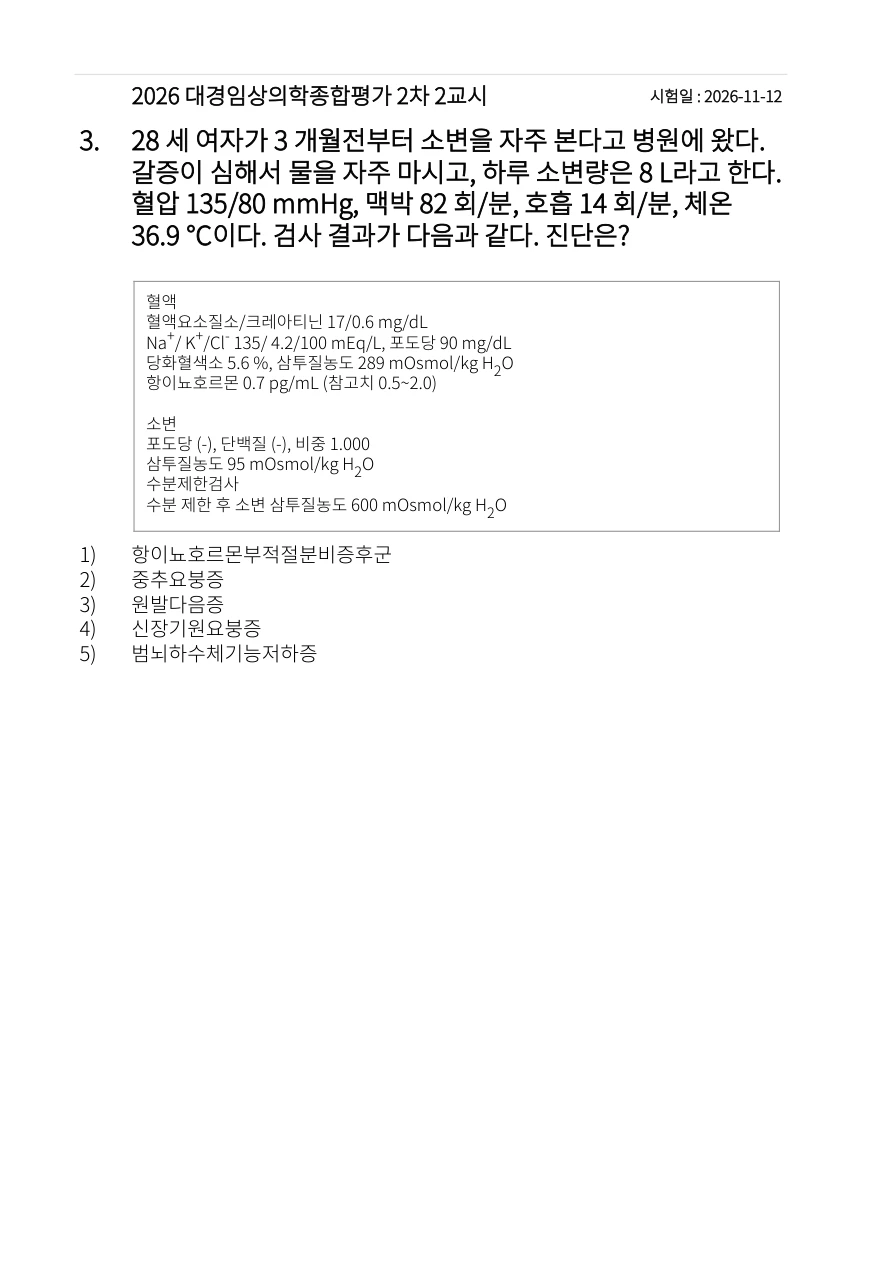 2026 대경임상의학종합평가 2차 2교시
시험일 : 2026-11-12
3. 28 세 여자가 3 개월전부터 소변을 자주 본다고 병원에 왔다.
갈증이 심해서 물을 자주 마시고, 하루 소변량은 8 L라고 한다.
혈압 135/80 mmHg, 맥박 82 회/분, 호흡 14 회/분, 체온
36.9 ℃이다. 검사 결과가 다음과 같다. 진단은?
혈액
혈액요소질소/크레아티닌 17/0.6 mg/dL
Na⁺/ K⁺/Cl⁻ 135/ 4.2/100 mEq/L, 포도당 90 mg/dL
당화혈색소 5.6 %, 삼투질농도 289 mOsmol/kg H₂O
항이뇨호르몬 0.7 pg/mL (참고치 0.5~2.0)
소변
포도당 (-), 단백질 (-), 비중 1.000
삼투질농도 95 mOsmol/kg H₂O
수분제한검사
수분 제한 후 소변 삼투질농도 600 mOsmol/kg H₂O
1) 항이뇨호르몬부적절분비증후군
2) 중추요붕증
3) 원발다음증
4) 신장기원요붕증
5) 범뇌하수체기능저하증